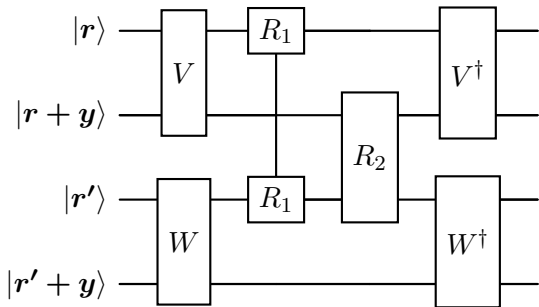 |r⟩ V R₁ V†
|r + y⟩ R₂
|r′⟩ W R₁ W†
|r′ + y⟩